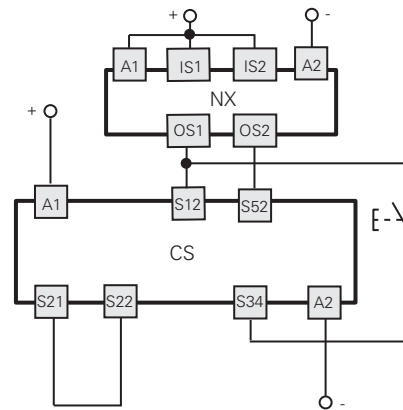 + -
A1 IS1 IS2 A2
NX
+ OS1 OS2
A1 S12 S52
CS
S21 S22 S34 A2
-